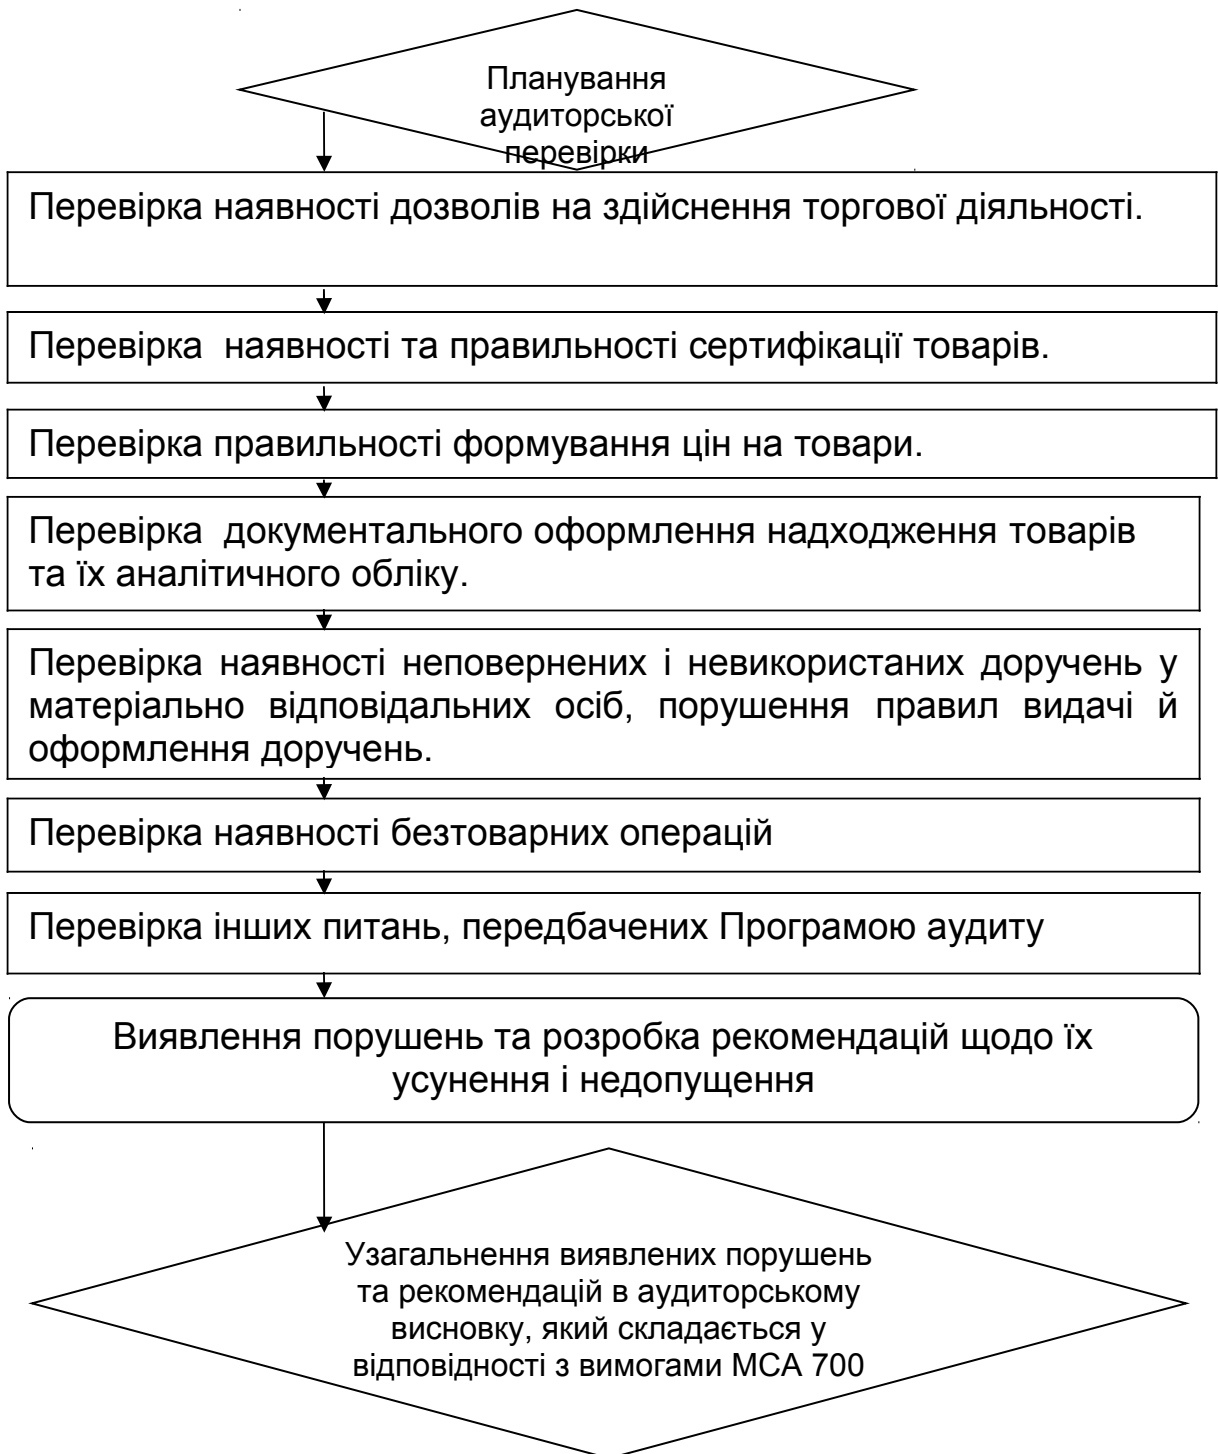 Планування
аудиторської
перевірки
Перевірка наявності дозволів на здійснення торгової діяльності.
Перевірка наявності та правильності сертифікації товарів.
Перевірка правильності формування цін на товари.
Перевірка документального оформлення надходження товарів
та їх аналітичного обліку.
Перевірка наявності неповернених і невикористаних доручень у
матеріально відповідальних осіб, порушення правил видачі й
оформлення доручень.
Перевірка наявності безтоварних операцій
Перевірка інших питань, передбачених Програмою аудиту
Виявлення порушень та розробка рекомендацій щодо їх
усунення і недопущення
Узагальнення виявлених порушень
та рекомендацій в аудиторському
висновку, який складається у
відповідності з вимогами МСА 700